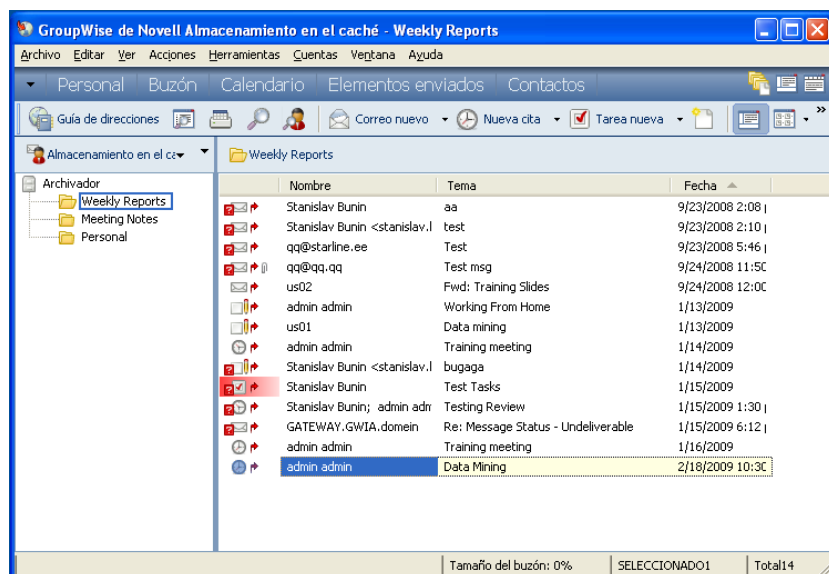 GroupWise de Novell Almacenamiento en el caché - Weekly Reports
Archivo Editar Ver Acciones Herramientas Cuentas Ventana Ayuda
Personal Buzón Calendario Elementos enviados Contactos
Guía de direcciones Correo nuevo Nueva cita Tarea nueva »
Almacenamiento en el ca Weekly Reports
Archivador
Weekly Reports
Meeting Notes
Personal
Nombre Tema Fecha
Stanislav Bunin aa 9/23/2008 2:08
Stanislav Bunin <stanislav. test 9/23/2008 2:10
qq@starline.ee Test 9/23/2008 5:46
qq@qq.qq Test msg 9/24/2008 11:50
us02 Fwd: Training Slides 9/24/2008 12:00
admin admin Working From Home 1/13/2009
us01 Data mining 1/13/2009
admin admin Training meeting 1/14/2009
Stanislav Bunin <stanislav. bugaga 1/14/2009
Stanislav Bunin Test Tasks 1/15/2009
Stanislav Bunin; admin adm Testing Review 1/15/2009 1:30
GATEWAY.GWIA.domein Re: Message Status - Undeliverable 1/15/2009 6:12
admin admin Training meeting 1/16/2009
admin admin Data Mining 2/18/2009 10:30
Tamaño del buzón: 0% SELECCIONADO1 Total14